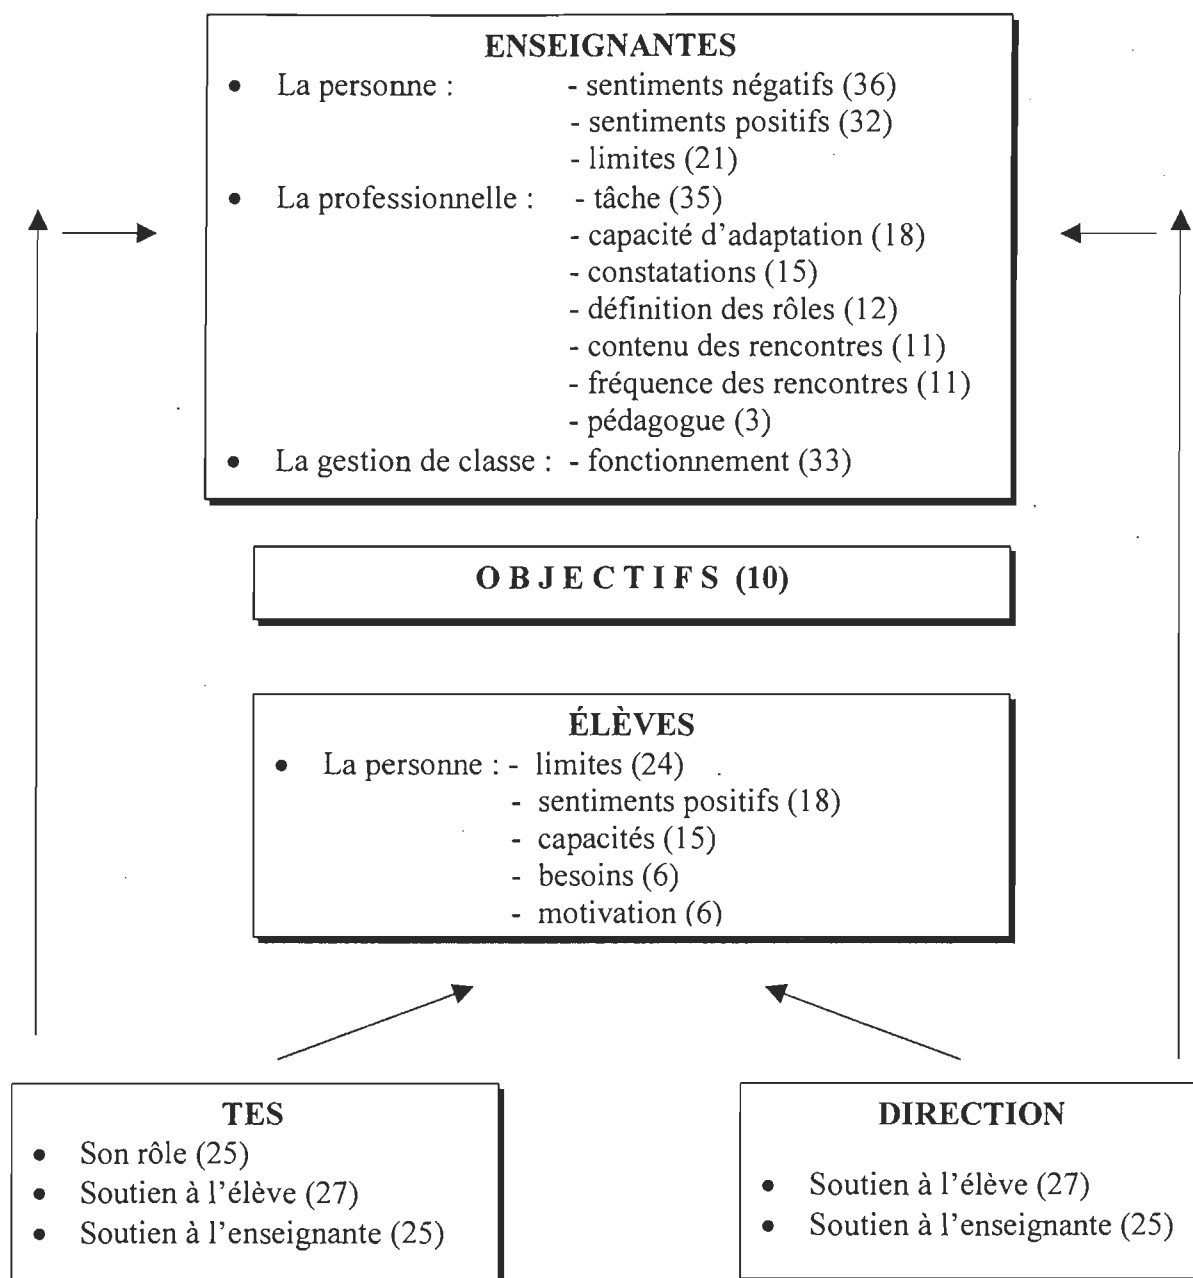 ENSEIGNANTES
• La personne : - sentiments négatifs (36)
- sentiments positifs (32)
- limites (21)
• La professionnelle : - tâche (35)
- capacité d'adaptation (18)
- constatations (15)
- définition des rôles (12)
- contenu des rencontres (11)
- fréquence des rencontres (11)
- pédagogue (3)
• La gestion de classe : - fonctionnement (33)
O B J E C T I F S (10)
ÉLÈVES
• La personne : - limites (24)
- sentiments positifs (18)
- capacités (15)
- besoins (6)
- motivation (6)
TES
• Son rôle (25)
• Soutien à l'élève (27)
• Soutien à l'enseignante (25)
DIRECTION
• Soutien à l'élève (27)
• Soutien à l'enseignante (25)